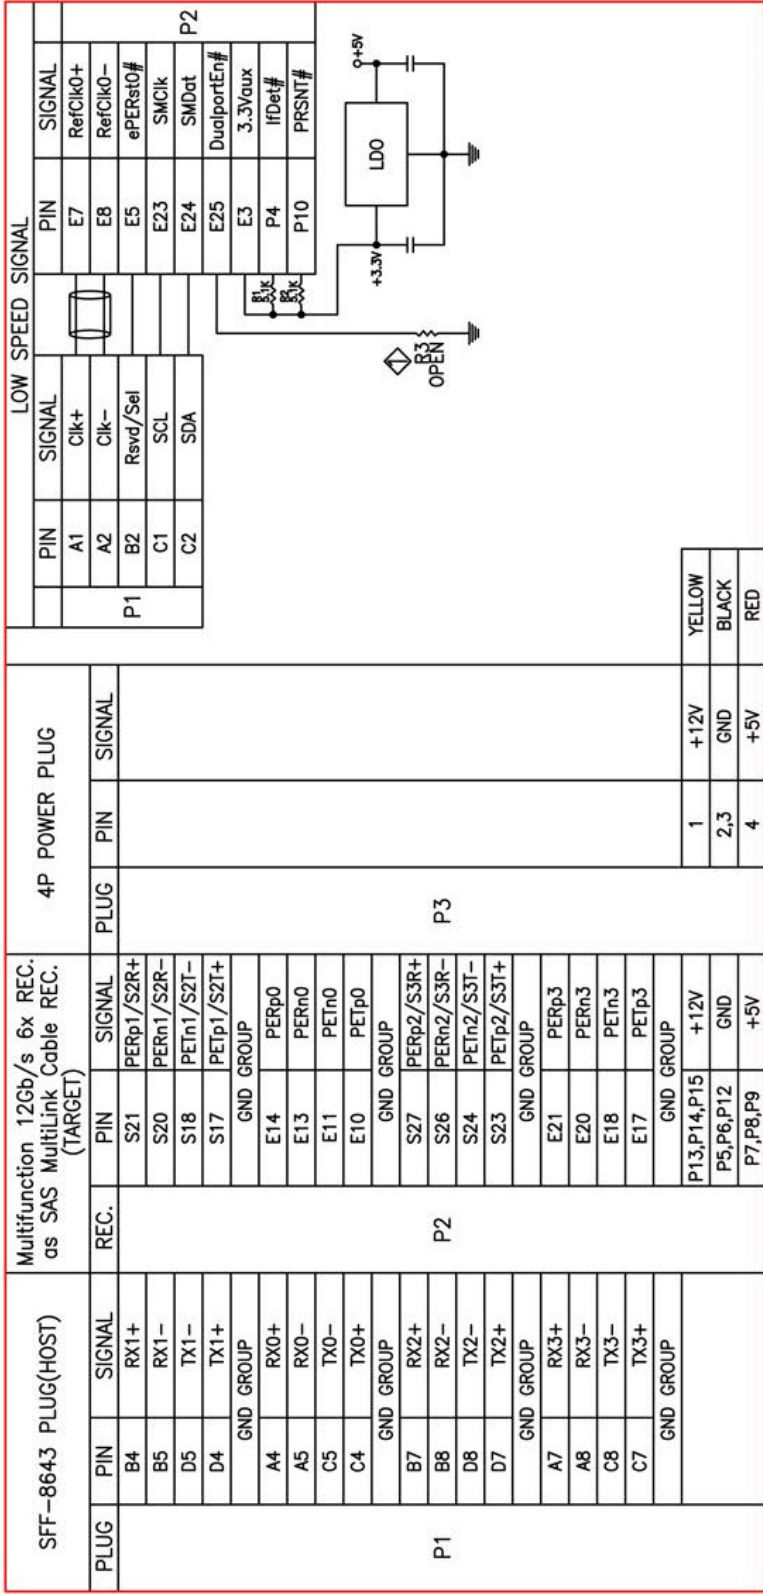 SFF-8643 PLUG(HOST)
Multifunction 12Gb/s 6x REC.
as SAS MultiLink Cable REC.
(TARGET)
4P POWER PLUG
PLUG PIN SIGNAL REC. PIN SIGNAL PLUG PIN SIGNAL
B4 RX1+ S21 PERp1/S2R+
B5 RX1- S20 PERn1/S2R-
D5 TX1- S18 PETn1/S2T-
D4 TX1+ S17 PETp1/S2T+
GND GROUP GND GROUP
A4 RX0+ E14 PERp0
A5 RX0- E13 PERn0
C5 TX0- E11 PETn0
C4 TX0+ E10 PETp0
GND GROUP GND GROUP
B7 RX2+ S27 PERp2/S3R+
P1 B8 RX2- P2 S26 PERn2/S3R- P3
D8 TX2- S24 PETn2/S3T-
D7 TX2+ S23 PETp2/S3T+
GND GROUP GND GROUP
A7 RX3+ E21 PERp3
A8 RX3- E20 PERn3
C8 TX3- E18 PETn3
C7 TX3+ E17 PETp3
GND GROUP GND GROUP
P13,P14,P15 +12V 1 +12V YELLOW
P5,P6,P12 GND 2,3 GND BLACK
P7,P8,P9 +5V 4 +5V RED
LOW SPEED SIGNAL
PIN SIGNAL PIN SIGNAL
A1 Clk+ E7 RefClk0+
A2 Clk- E8 RefClk0-
P1 B2 Rsvd/Sel E5 ePERst0# P2
C1 SCL E23 SMClk
C2 SDA E24 SMDat
E25 DualportEn#
E3 3.3Vaux
R1
5.1K
P4 IfDet#
R2
5.1K
P10 PRSNT#
+3.3V
LDO
+5V
1
R3
OPEN